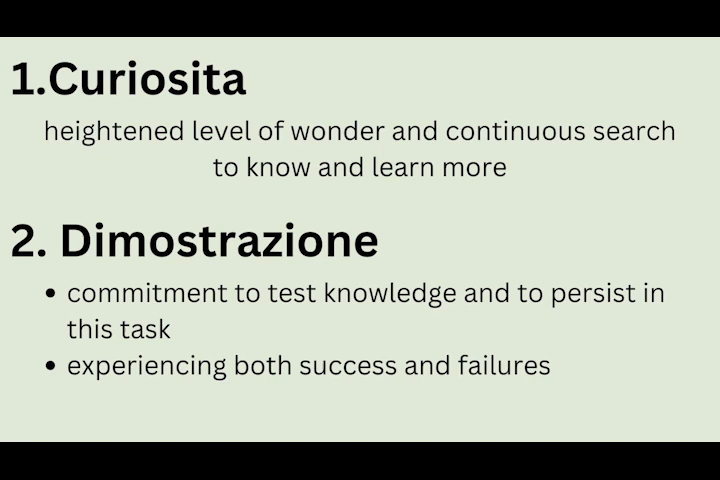 1.Curiosita
heightened level of wonder and continuous search
to know and learn more
2. Dimostrazione
• commitment to test knowledge and to persist in
this task
• experiencing both success and failures